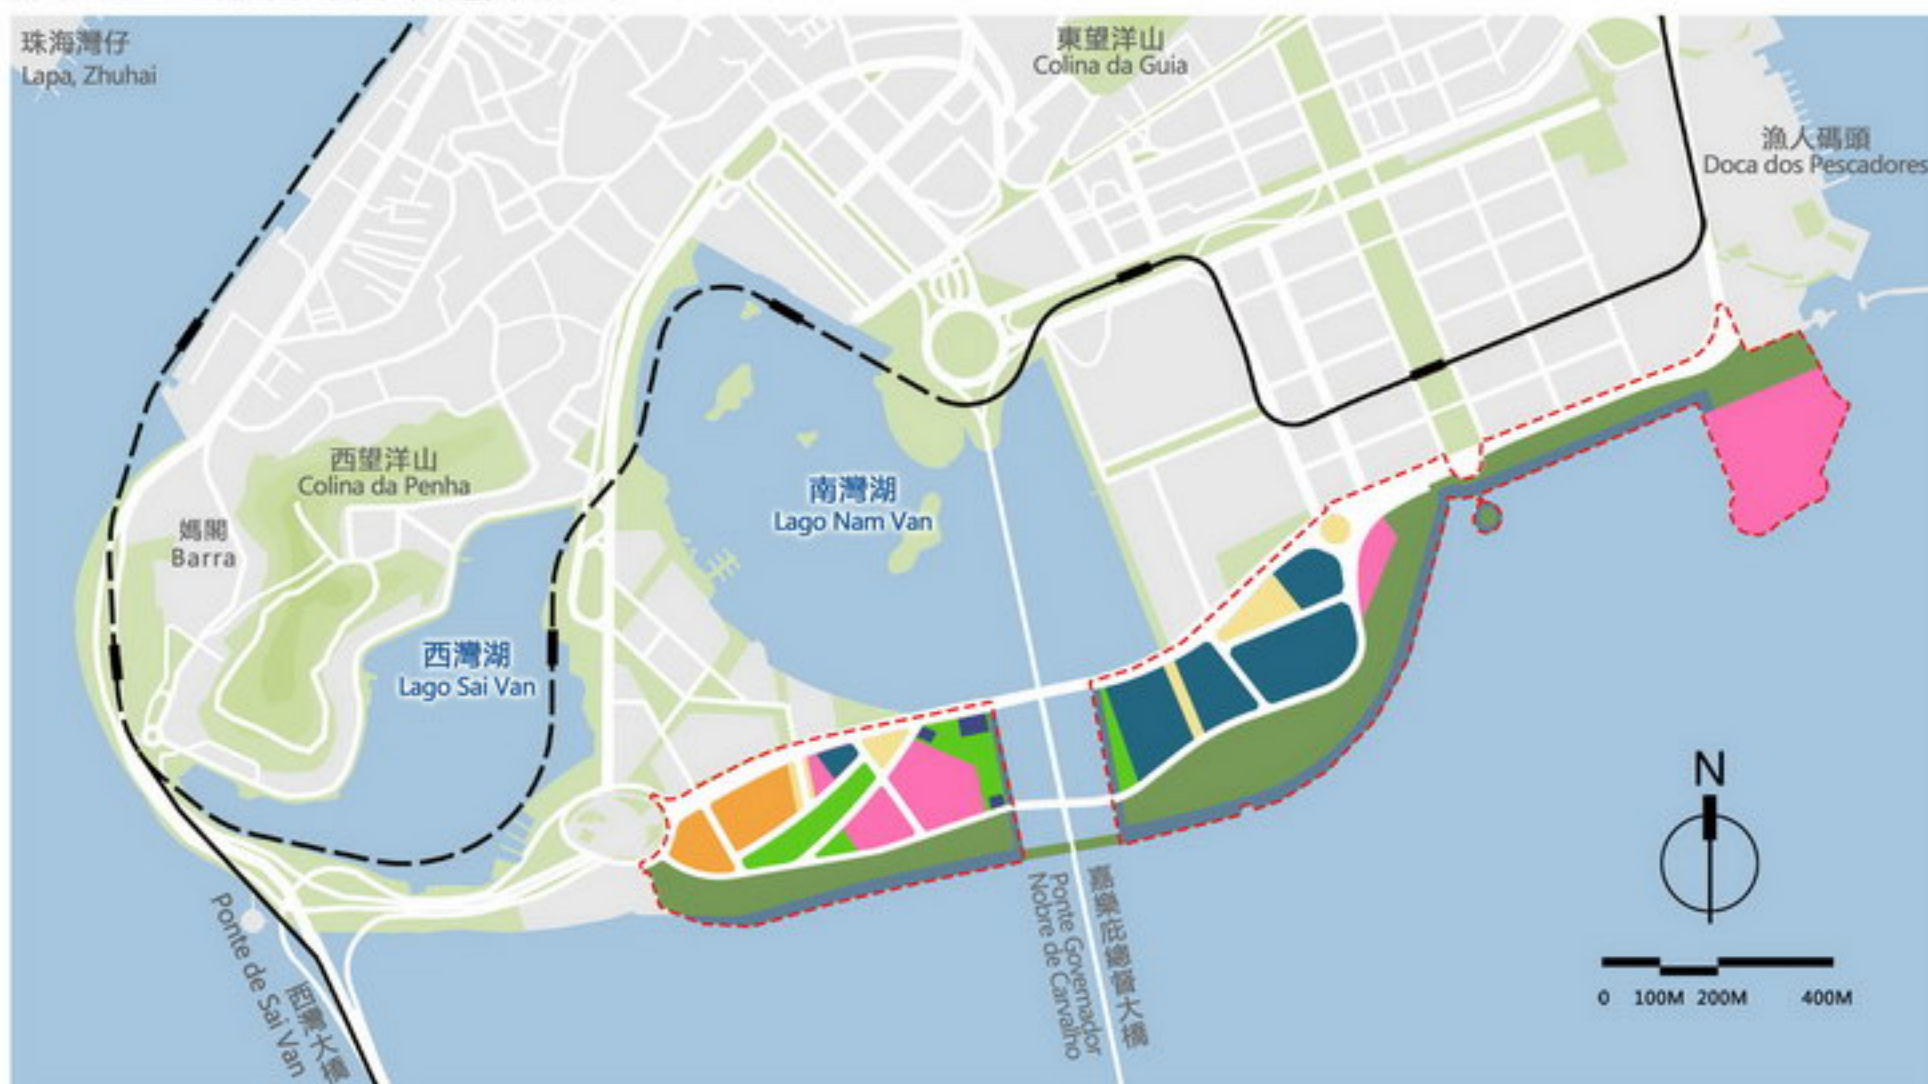 珠海灣仔
Lapa, Zhuhai
東望洋山
Colina da Guia
漁人碼頭
Doca dos Pescadores
西望洋山
Colina da Penha
南灣湖
Lago Nam Van
媽閣
Barra
西灣湖
Lago Sai Van
N
嘉樂庇總督大橋
Ponte Governador
Nobre de Carvalho
西灣大橋
Ponte de Sai Van
0 100M 200M 400M